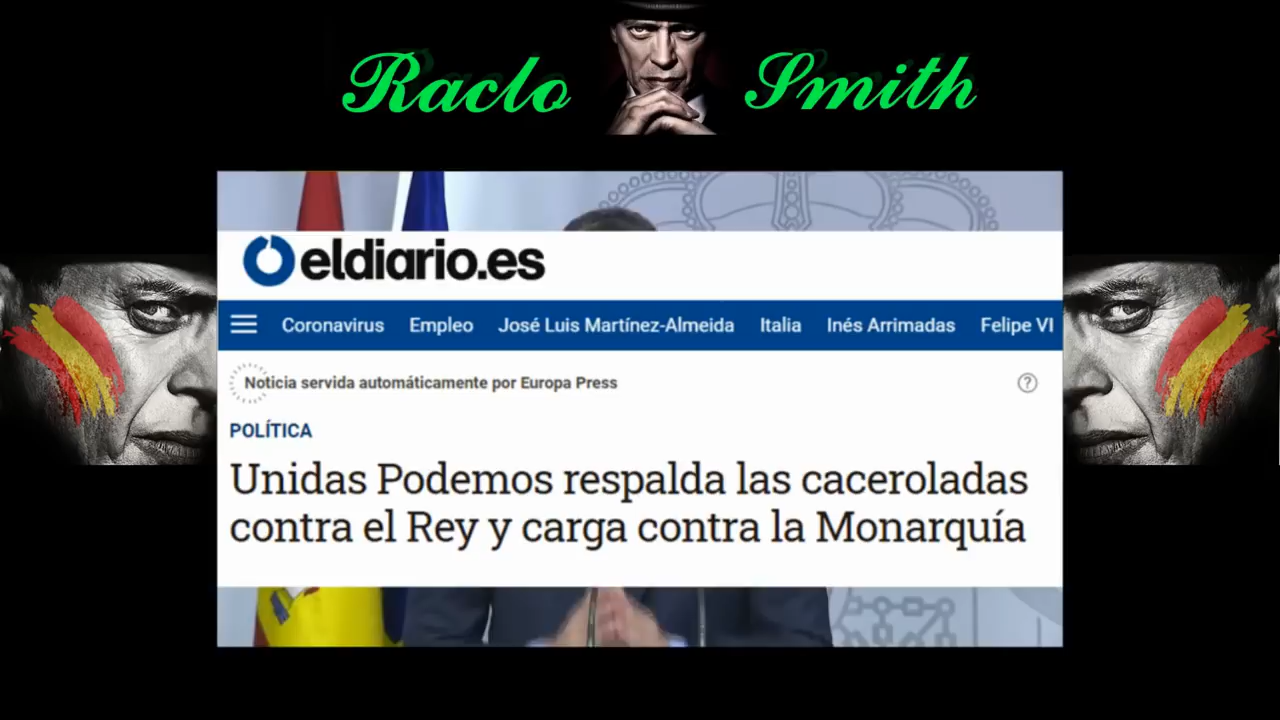 Raclo Smith
eldiario.es
Coronavirus Empleo José Luis Martínez-Almeida Italia Inés Arrimadas Felipe VI
Noticia servida automáticamente por Europa Press ?
POLÍTICA
Unidas Podemos respalda las caceroladas
contra el Rey y carga contra la Monarquía